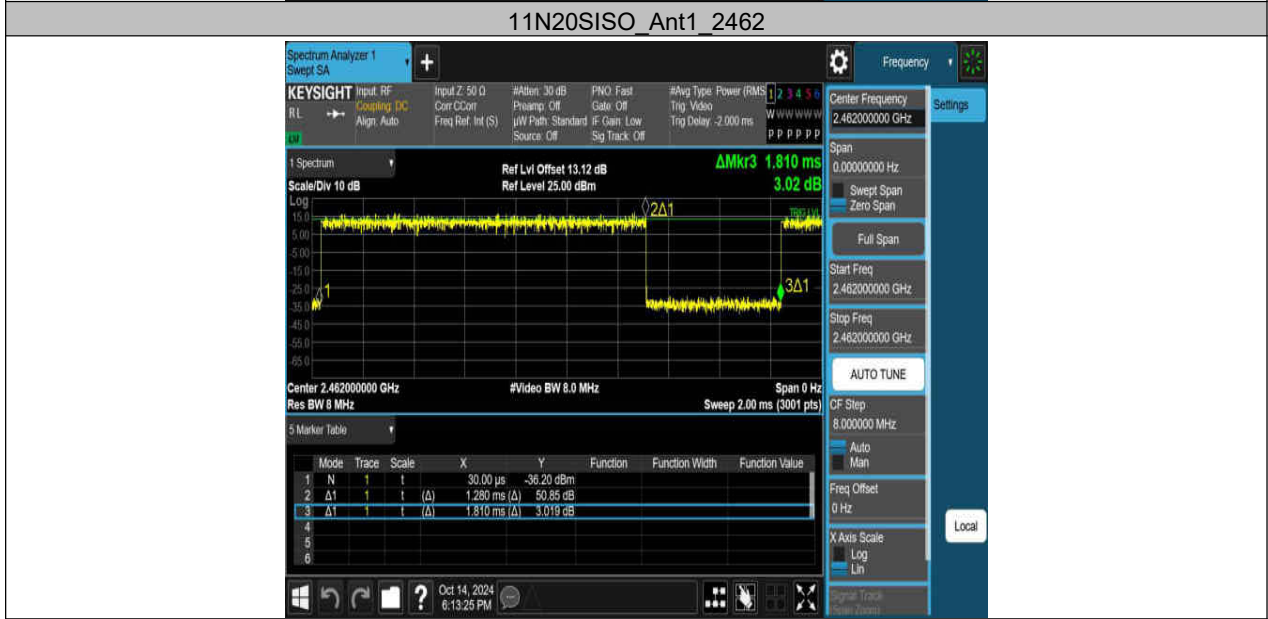 11N20SISO_Ant1_2462
Spectrum Analyzer 1
Swept SA
+
Frequency
KEYSIGHT Input: RF Input Z: 50 Ω #Atten: 30 dB PNO: Fast #Avg Type: Power (RMS 1 2 3 4 5 6
RL Coupling: DC Corr CCorr Preamp: Off Gate: Off Trig: Video W W W W W W
Align: Auto Freq Ref: Int (S) µW Path: Standard IF Gain: Low Trig Delay: -2.000 ms
Source: Off Sig Track: Off P P P P P P
1 Spectrum
Ref Lvl Offset 13.12 dB
ΔMkr3 1.810 ms
Scale/Div 10 dB Ref Level 25.00 dBm 3.02 dB
Log
15.0
5.00
-5.00
-15.0
-25.0
-35.0
-45.0
-55.0
-65.0
2Δ1
TRIG LVL
1
3Δ1
Center 2.462000000 GHz #Video BW 8.0 MHz Span 0 Hz
Res BW 8 MHz Sweep 2.00 ms (3001 pts)
5 Marker Table
Mode Trace Scale X Y Function Function Width Function Value
1 N 1 t 30.00 µs -36.20 dBm
2 Δ1 1 t (Δ) 1.280 ms (Δ) 50.85 dB
3 Δ1 1 t (Δ) 1.810 ms (Δ) 3.019 dB
4
5
6
Center Frequency
2.462000000 GHz
Settings
Span
0.00000000 Hz
Swept Span
Zero Span
Full Span
Start Freq
2.462000000 GHz
Stop Freq
2.462000000 GHz
AUTO TUNE
CF Step
8.000000 MHz
Auto
Man
Freq Offset
0 Hz
X Axis Scale
Log
Lin
Signal Track
(Span Zoom)
Local
?
Oct 14, 2024
6:13:25 PM